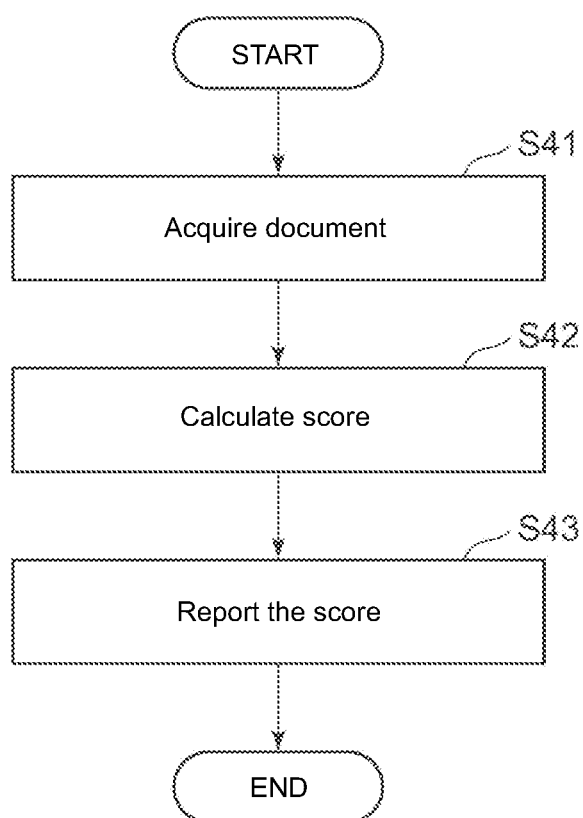 START
S41
Acquire document
S42
Calculate score
S43
Report the score
END